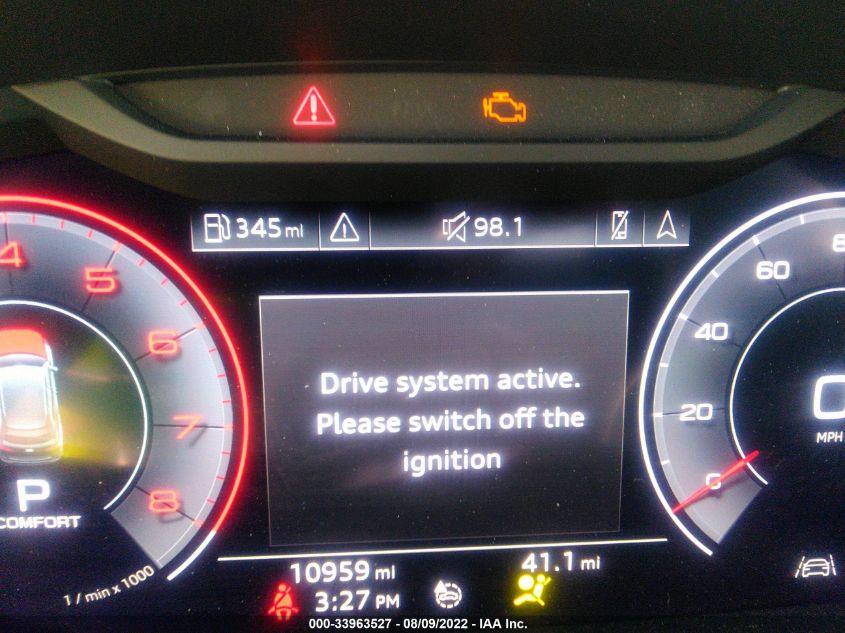 345 mi
98.1
4
5
6
7
8
1 / min x 1000
P
COMFORT
Drive system active.
Please switch off the
ignition
0
20
40
60
8
0
MPH
10959 mi
41.1 mi
3:27 PM
000-33963527 - 08/09/2022 - IAA Inc.